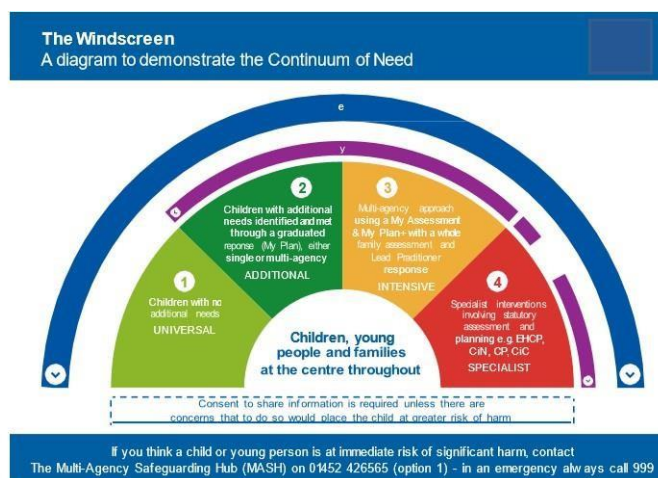 The Windscreen
A diagram to demonstrate the Continuum of Need
e
y
1
Children with no
additional needs
UNIVERSAL
2
Children with additional
needs identified and met
through a graduated
reponse (My Plan), either
single or multi-agency
ADDITIONAL
3
Multi-agency approach
using a My Assessment
& My Plan+ with a whole
family assessment and
Lead Practitioner
response
INTENSIVE
4
Specialist interventions
involving statutory
assessment and
planning e.g. EHCP,
CiN, CP, CiC
SPECIALIST
Children, young
people and families
at the centre throughout
Consent to share information is required unless there are
concerns that to do so would place the child at greater risk of harm
If you think a child or young person is at immediate risk of significant harm, contact
The Multi-Agency Safeguarding Hub (MASH) on 01452 426565 (option 1) - in an emergency always call 999